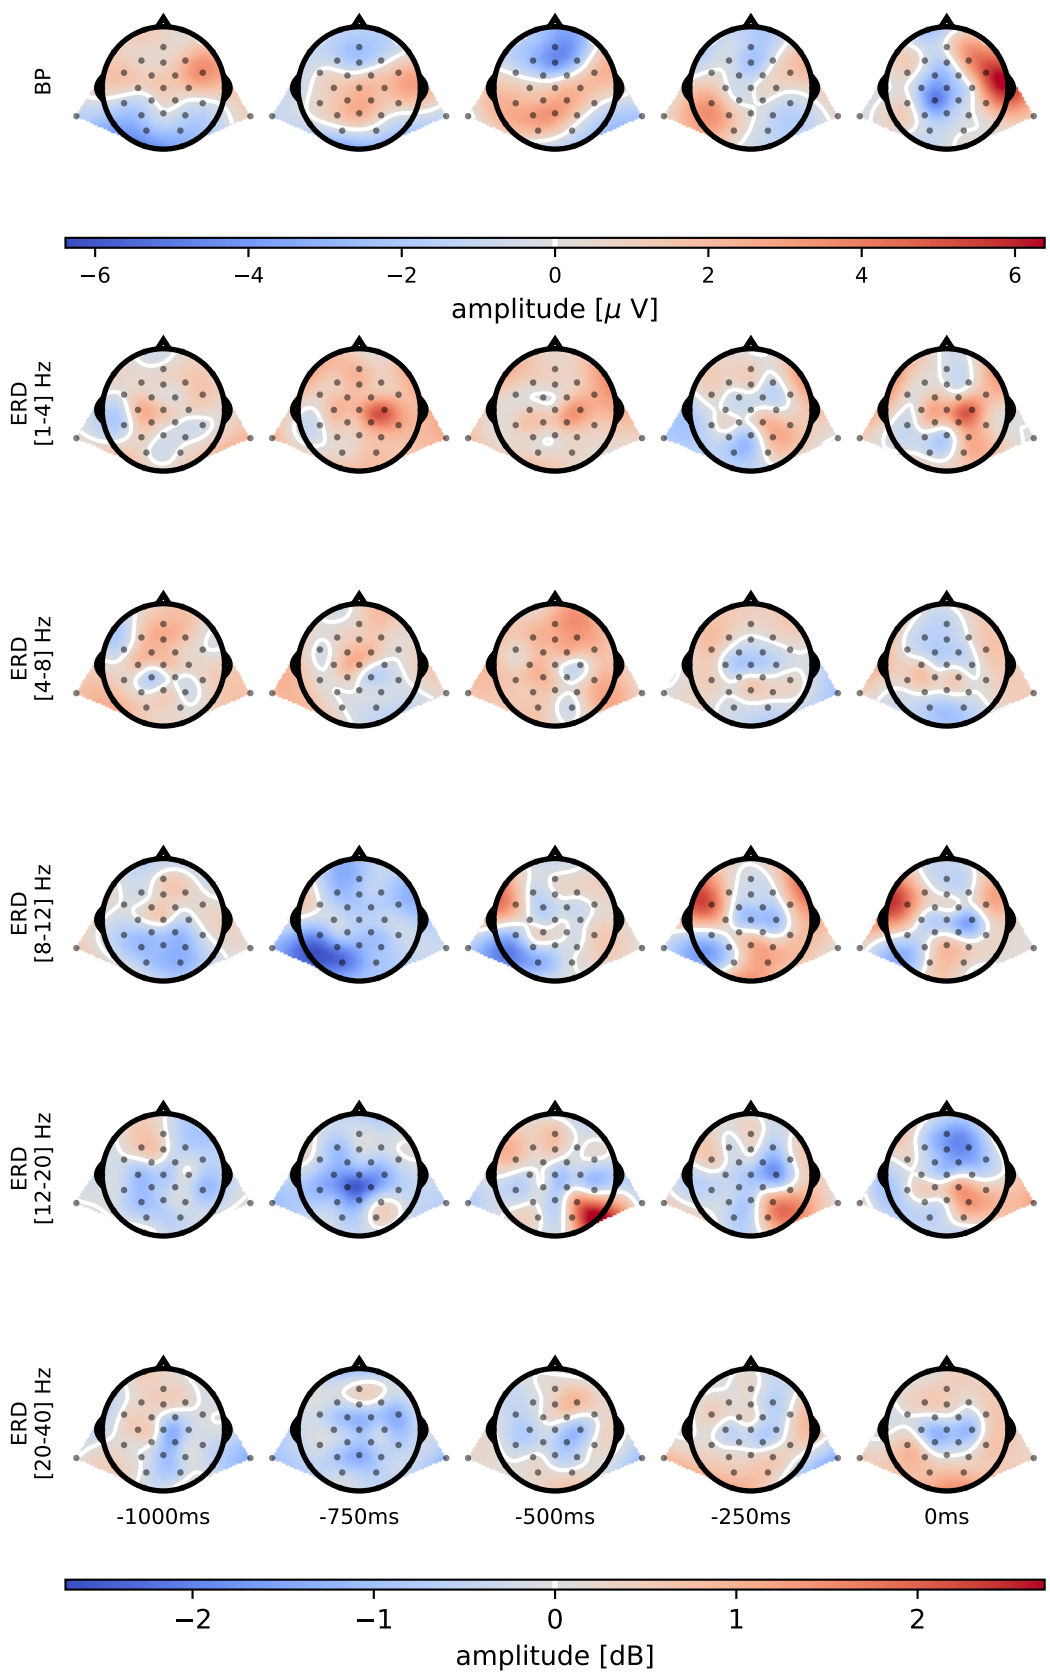 BP
−6 −4 −2 0 2 4 6
amplitude [μ V]
ERD
[1-4] Hz
ERD
[4-8] Hz
ERD
[8-12] Hz
ERD
[12-20] Hz
ERD
[20-40] Hz
-1000ms -750ms -500ms -250ms 0ms
−2 −1 0 1 2
amplitude [dB]